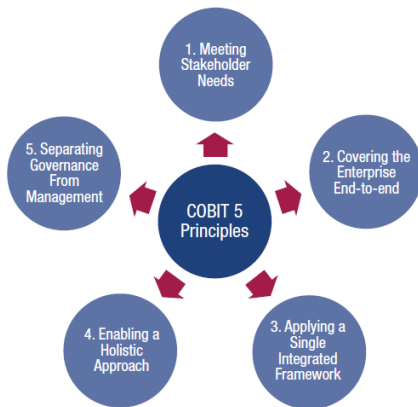 1. Meeting
Stakeholder
Needs
5. Separating
Governance
From
Management
2. Covering the
Enterprise
End-to-end
COBIT 5
Principles
4. Enabling a
Holistic
Approach
3. Applying a
Single
Integrated
Framework